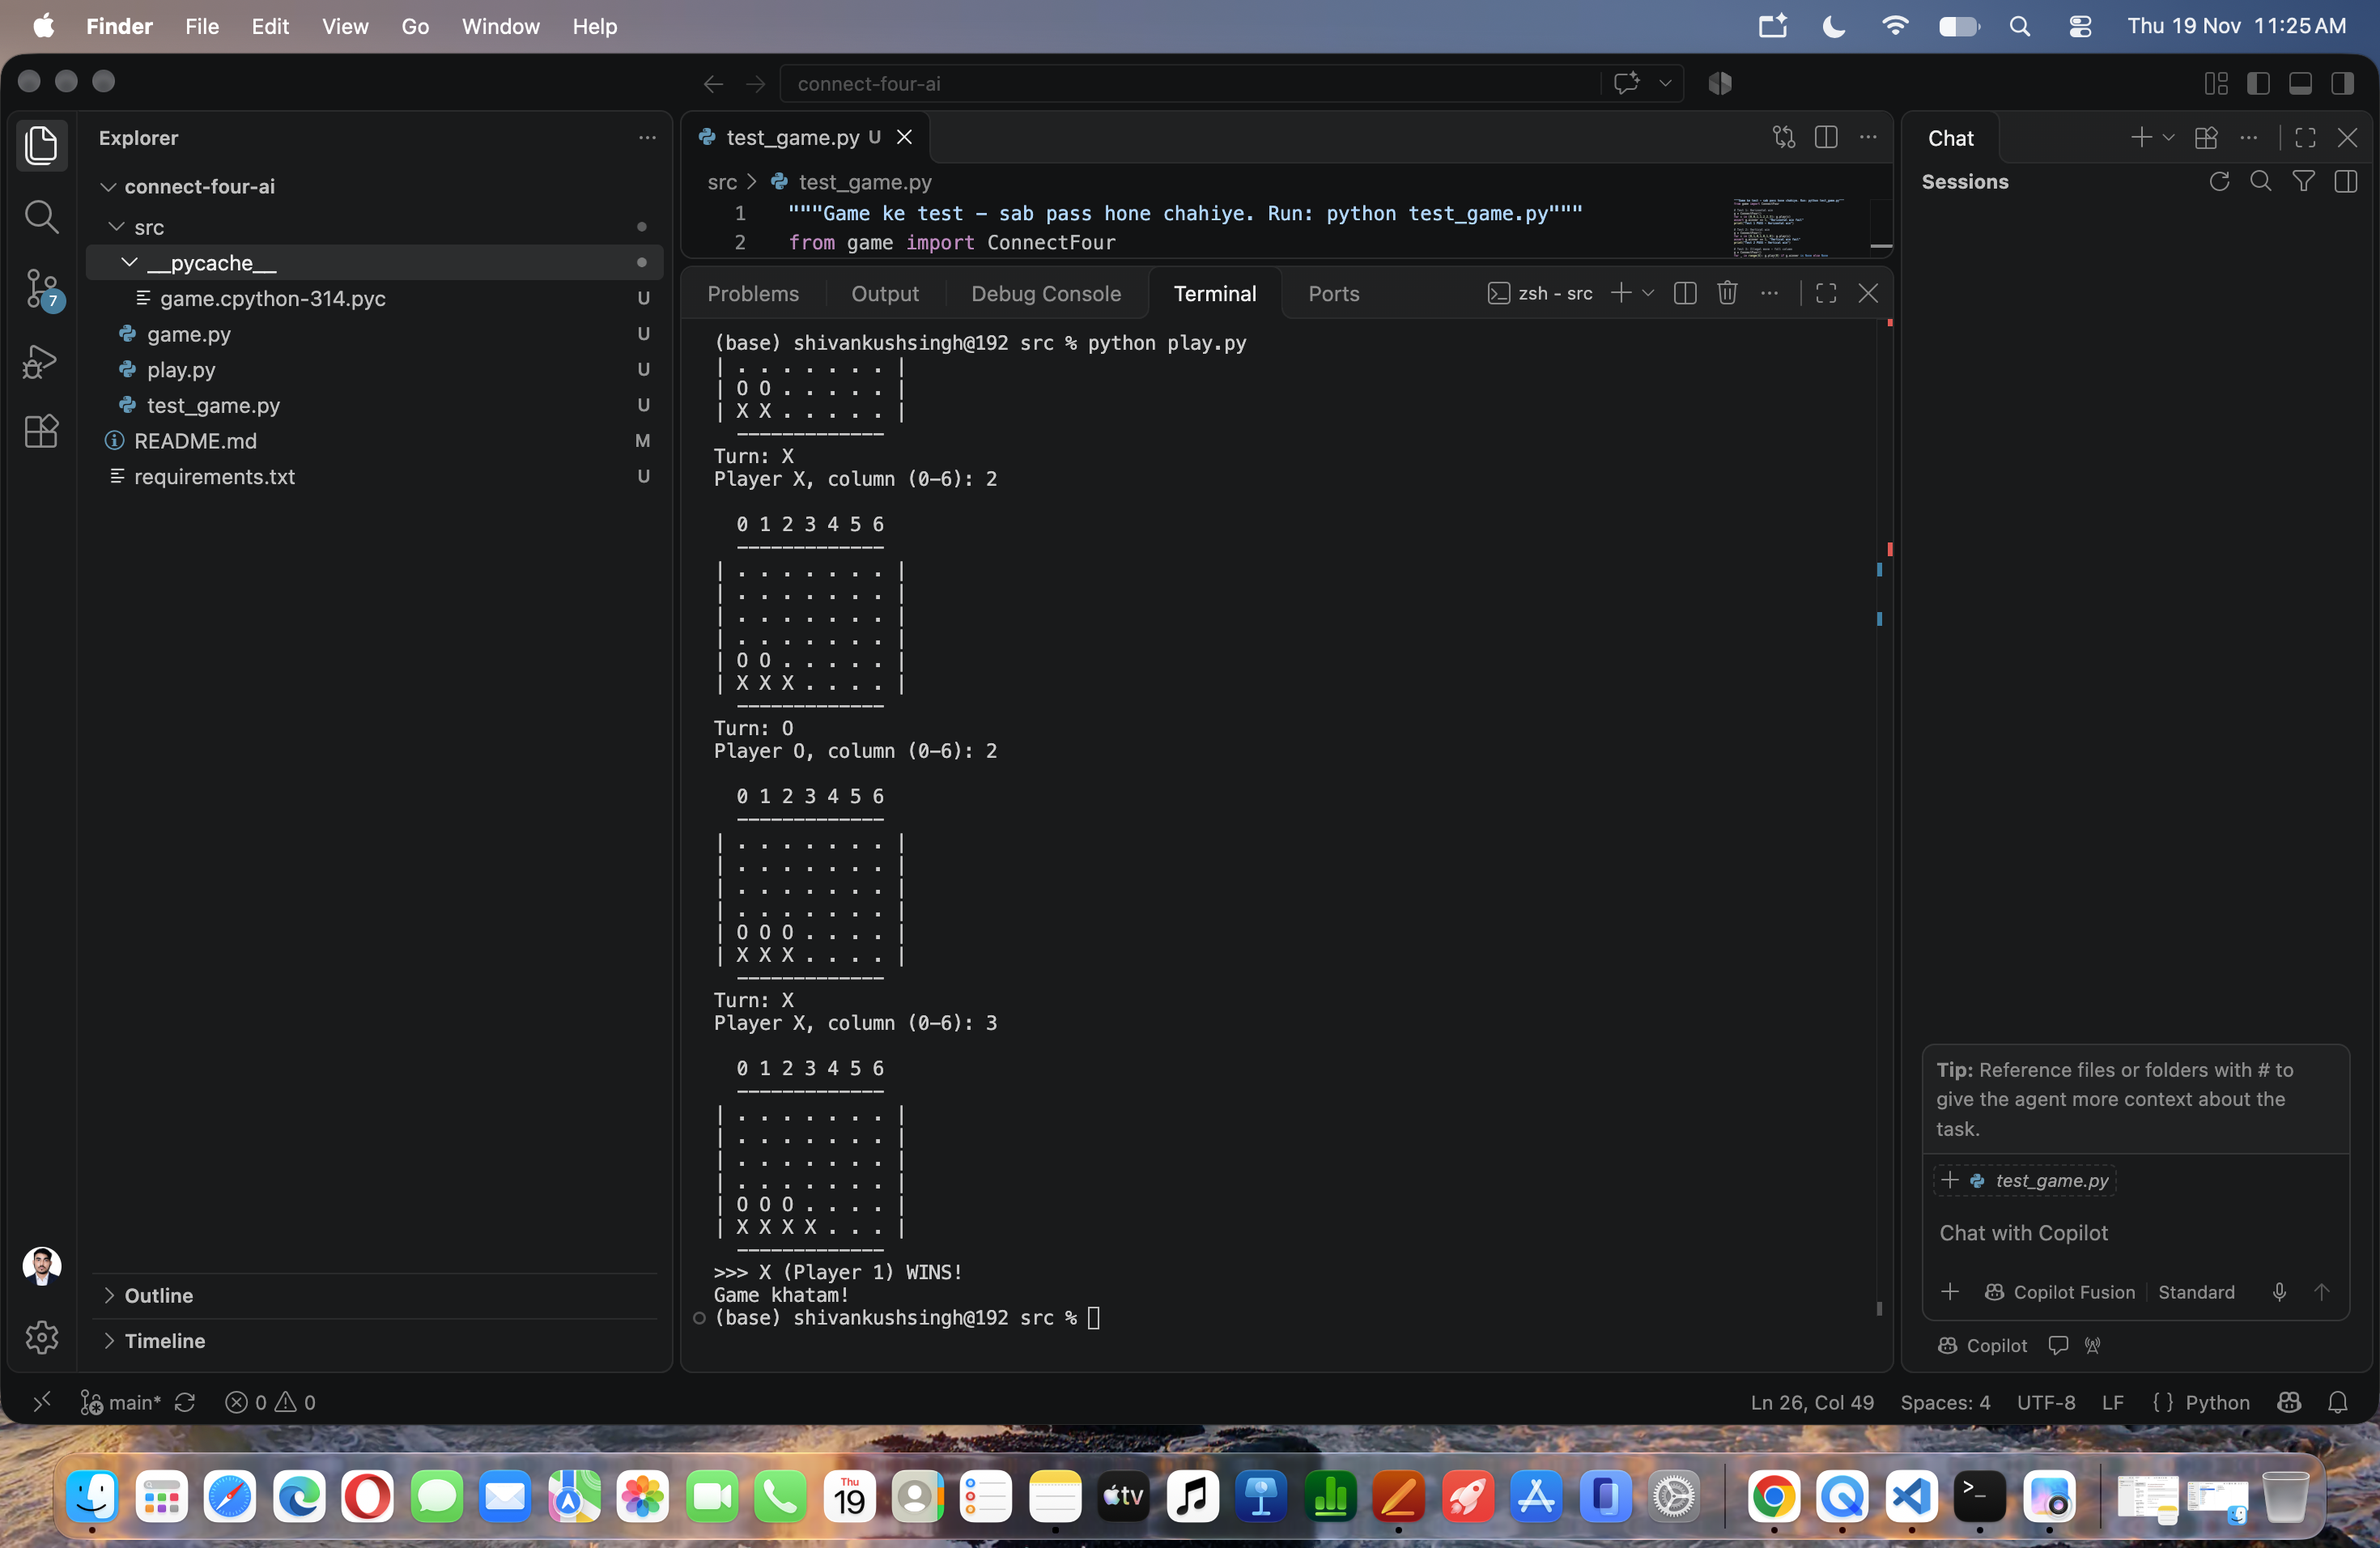 Finder File Edit View Go Window Help Thu 19 Nov 11:25 AM
connect-four-ai
Explorer
connect-four-ai
src
__pycache__
game.cpython-314.pyc U
game.py U
play.py U
test_game.py U
README.md M
requirements.txt U
7
Outline
Timeline
test_game.py U
src > test_game.py
1 """Game ke test – sab pass hone chahiye. Run: python test_game.py"""
2 from game import ConnectFour
Problems Output Debug Console Terminal Ports zsh - src
(base) shivankushsingh@192 src % python play.py
| . . . . . . . |
| O O . . . . . |
| X X . . . . . |
-------------
Turn: X
Player X, column (0-6): 2
0 1 2 3 4 5 6
-------------
| . . . . . . . |
| . . . . . . . |
| . . . . . . . |
| . . . . . . . |
| O O . . . . . |
| X X X . . . . |
-------------
Turn: O
Player O, column (0-6): 2
0 1 2 3 4 5 6
-------------
| . . . . . . . |
| . . . . . . . |
| . . . . . . . |
| . . . . . . . |
| O O O . . . . |
| X X X . . . . |
-------------
Turn: X
Player X, column (0-6): 3
0 1 2 3 4 5 6
-------------
| . . . . . . . |
| . . . . . . . |
| . . . . . . . |
| . . . . . . . |
| O O O . . . . |
| X X X X . . . |
-------------
>>> X (Player 1) WINS!
Game khatam!
(base) shivankushsingh@192 src %
Chat
Sessions
Tip: Reference files or folders with # to
give the agent more context about the
task.
test_game.py
Chat with Copilot
Copilot Fusion Standard
Copilot
main* 0 0 Ln 26, Col 49 Spaces: 4 UTF-8 LF { } Python
Thu
19
tv